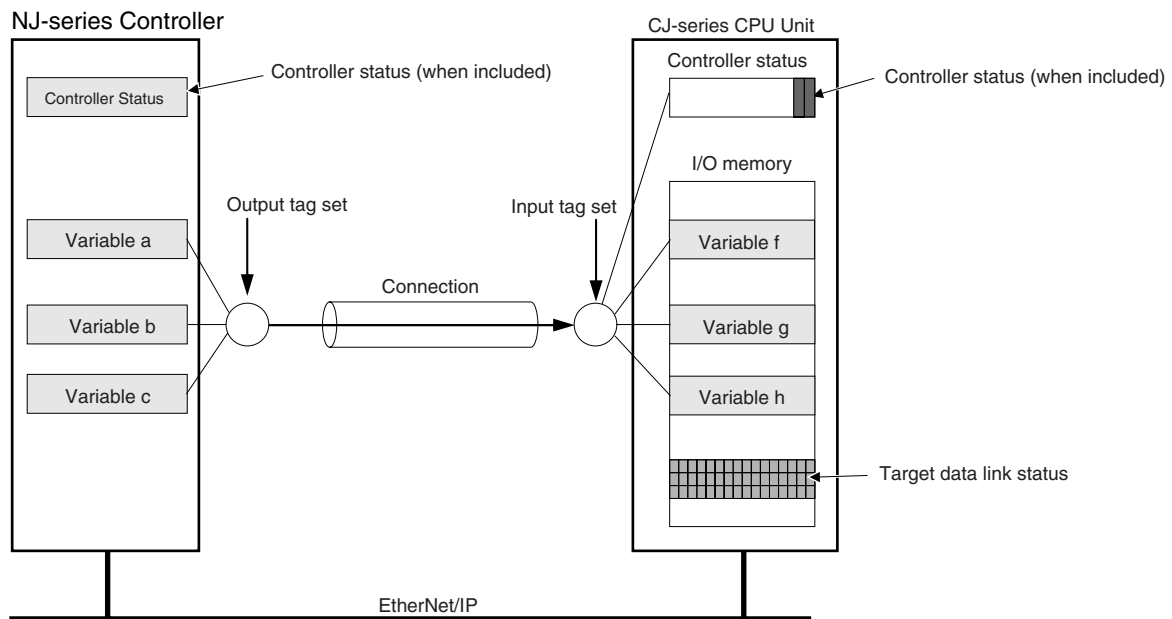 NJ-series Controller
CJ-series CPU Unit
Controller status (when included)
Controller Status
Controller status
Controller status (when included)
I/O memory
Output tag set
Input tag set
Variable a
Variable f
Connection
Variable b
Variable g
Variable c
Variable h
Target data link status
EtherNet/IP